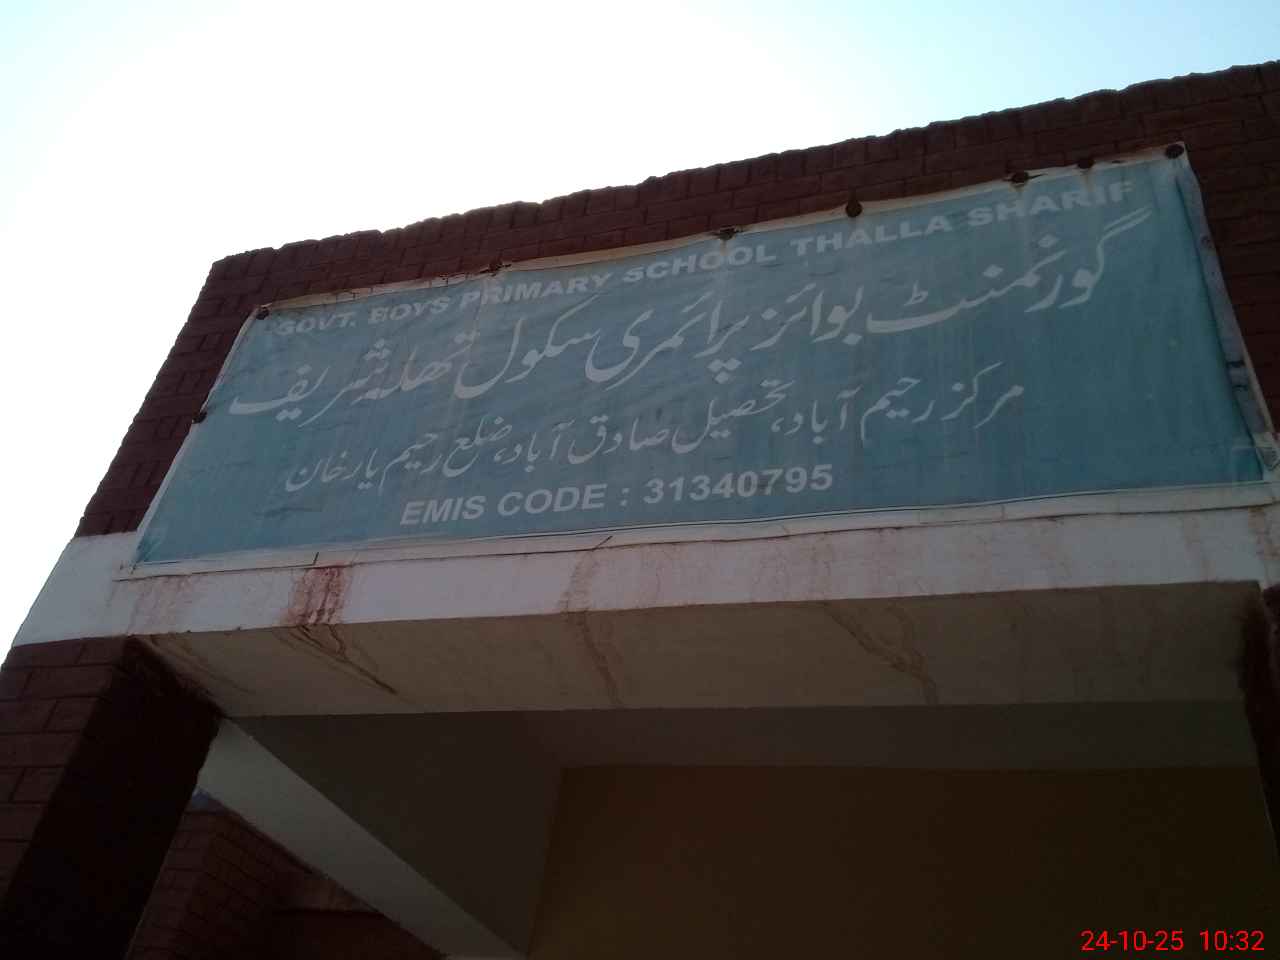 GOVT. BOYS PRIMARY SCHOOL THALLA SHARIF
گورنمنٹ بوائز پرائمری سکول تھلہ شریف
مرکز رحیم آباد، تحصیل صادق آباد، ضلع رحیم یار خان
EMIS CODE : 31340795
24-10-25 10:32